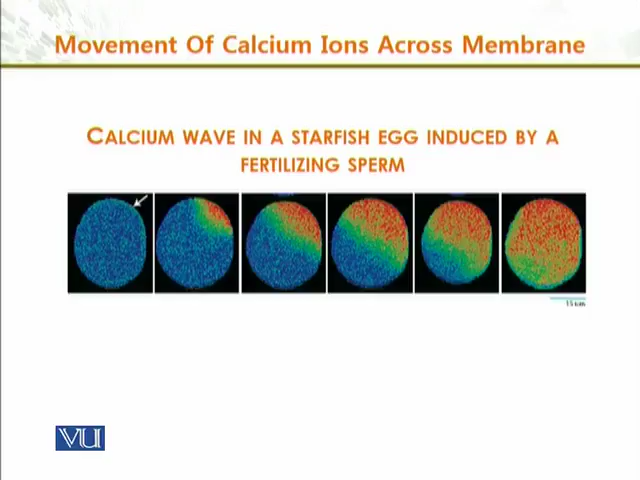 Movement Of Calcium Ions Across Membrane
CALCIUM WAVE IN A STARFISH EGG INDUCED BY A
FERTILIZING SPERM
VU